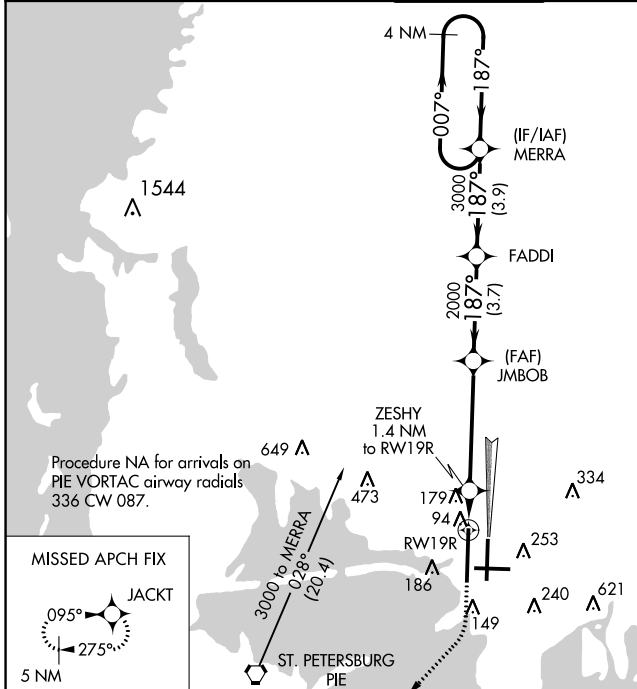 4 NM
007°
187°
(IF/IAF)
MERRA
3000
187°
(3.9)
1544
FADDI
2000
187°
(3.7)
(FAF)
JMBOB
ZESHY
1.4 NM
to RW19R
649
Procedure NA for arrivals on
PIE VORTAC airway radials
336 CW 087.
473
179
334
94
RW19R
253
186
3000 to MERRA
028°
(20.4)
149
240
621
MISSED APCH FIX
JACKT
095°
275°
5 NM
ST. PETERSBURG
PIE